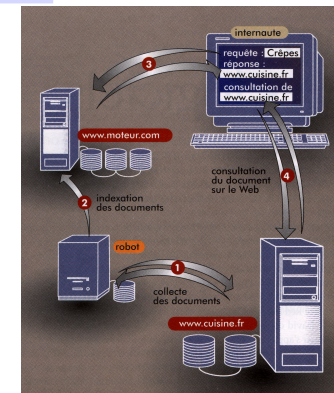 internaute
requête : Crêpes
réponse :
www.cuisine.fr
consultation de
www.cuisine.fr
3
www.moteur.com
consultation
du document
sur le Web
4
2
indexation
des documents
robot
1
collecte
des documents
www.cuisine.fr